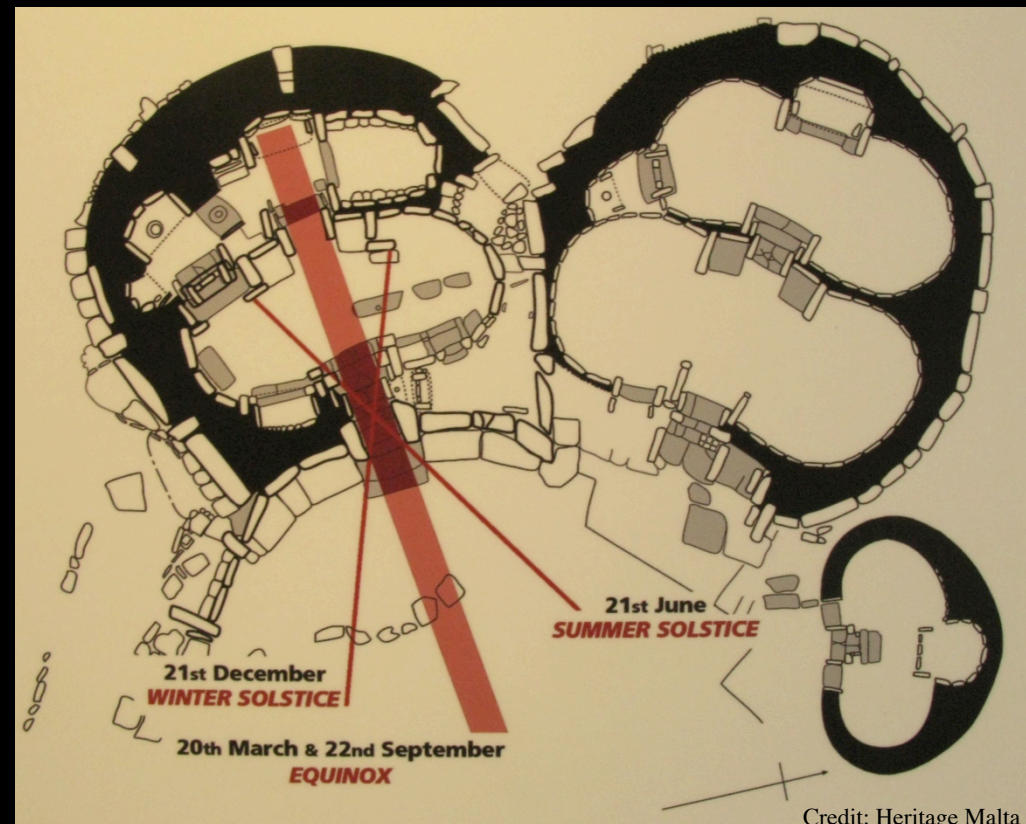 21st June
SUMMER SOLSTICE
21st December
WINTER SOLSTICE
20th March & 22nd September
EQUINOX
Credit: Heritage Malta